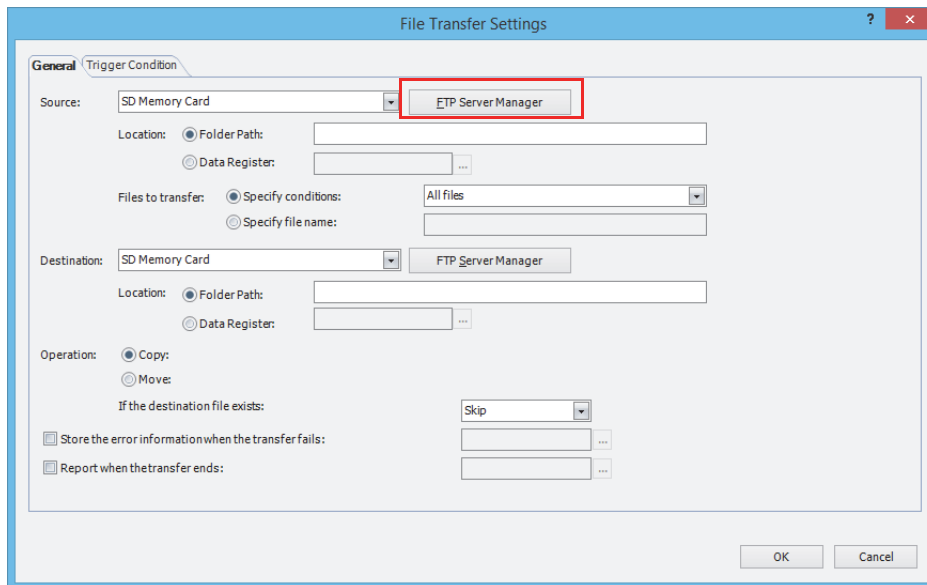 File Transfer Settings
? ×
General Trigger Condition
Source: SD Memory Card FTP Server Manager
Location: Folder Path:
Data Register: ...
Files to transfer: Specify conditions: All files
Specify file name:
Destination: SD Memory Card FTP Server Manager
Location: Folder Path:
Data Register: ...
Operation: Copy:
Move:
If the destination file exists: Skip
Store the error information when the transfer fails: ...
Report when the transfer ends: ...
OK Cancel